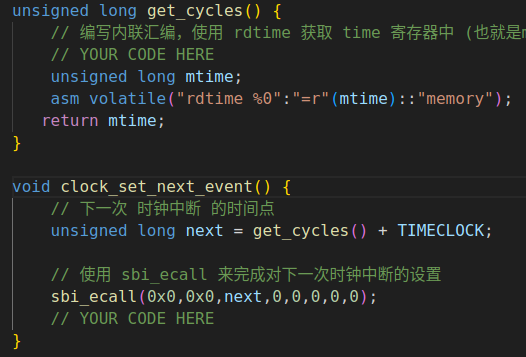 unsigned long get_cycles() {
// 编写内联汇编，使用 rdtime 获取 time 寄存器中 (也就是
// YOUR CODE HERE
unsigned long mtime;
asm volatile("rdtime %0":"=r"(mtime)::"memory");
return mtime;
}
void clock_set_next_event() {
// 下一次 时钟中断 的时间点
unsigned long next = get_cycles() + TIMECLOCK;
// 使用 sbi_ecall 来完成对下一次时钟中断的设置
sbi_ecall(0x0,0x0,next,0,0,0,0,0);
// YOUR CODE HERE
}